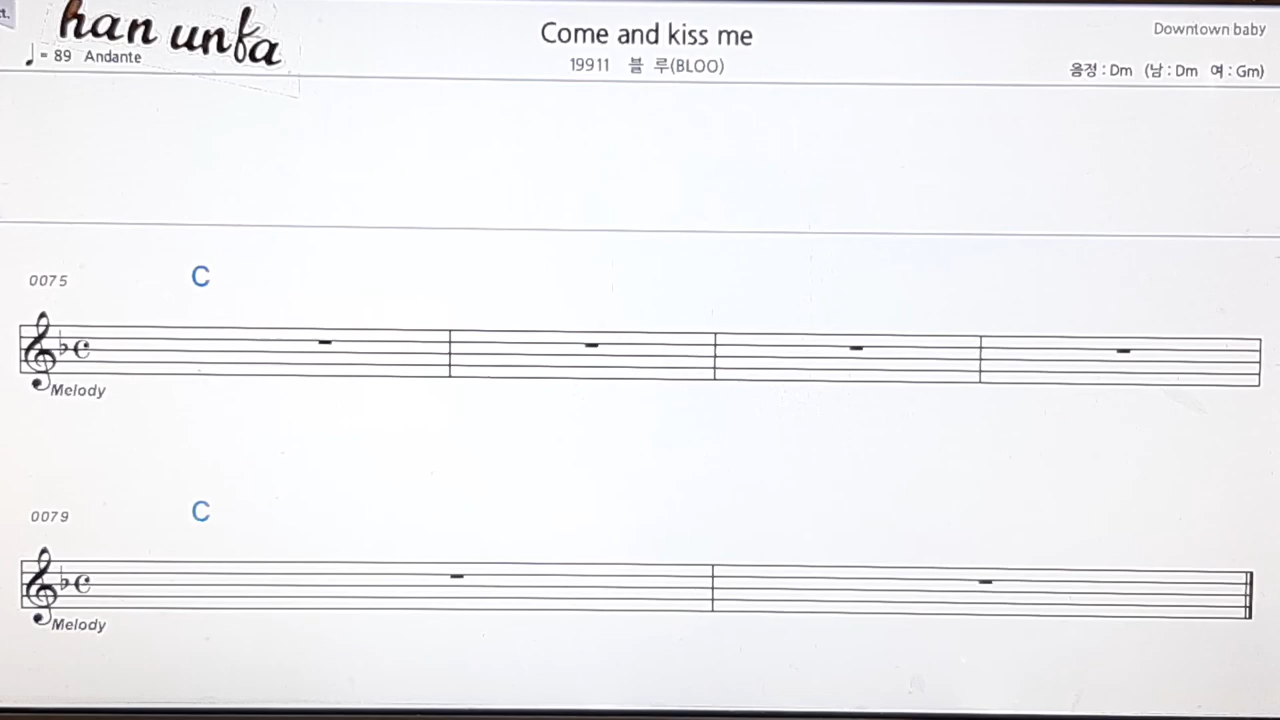 han unfa
♩= 89 Andante
Come and kiss me
19911 블 루(BLOO)
Downtown baby
음정 : Dm (남 : Dm 여 : Gm)
0075 C
Melody
0079 C
Melody